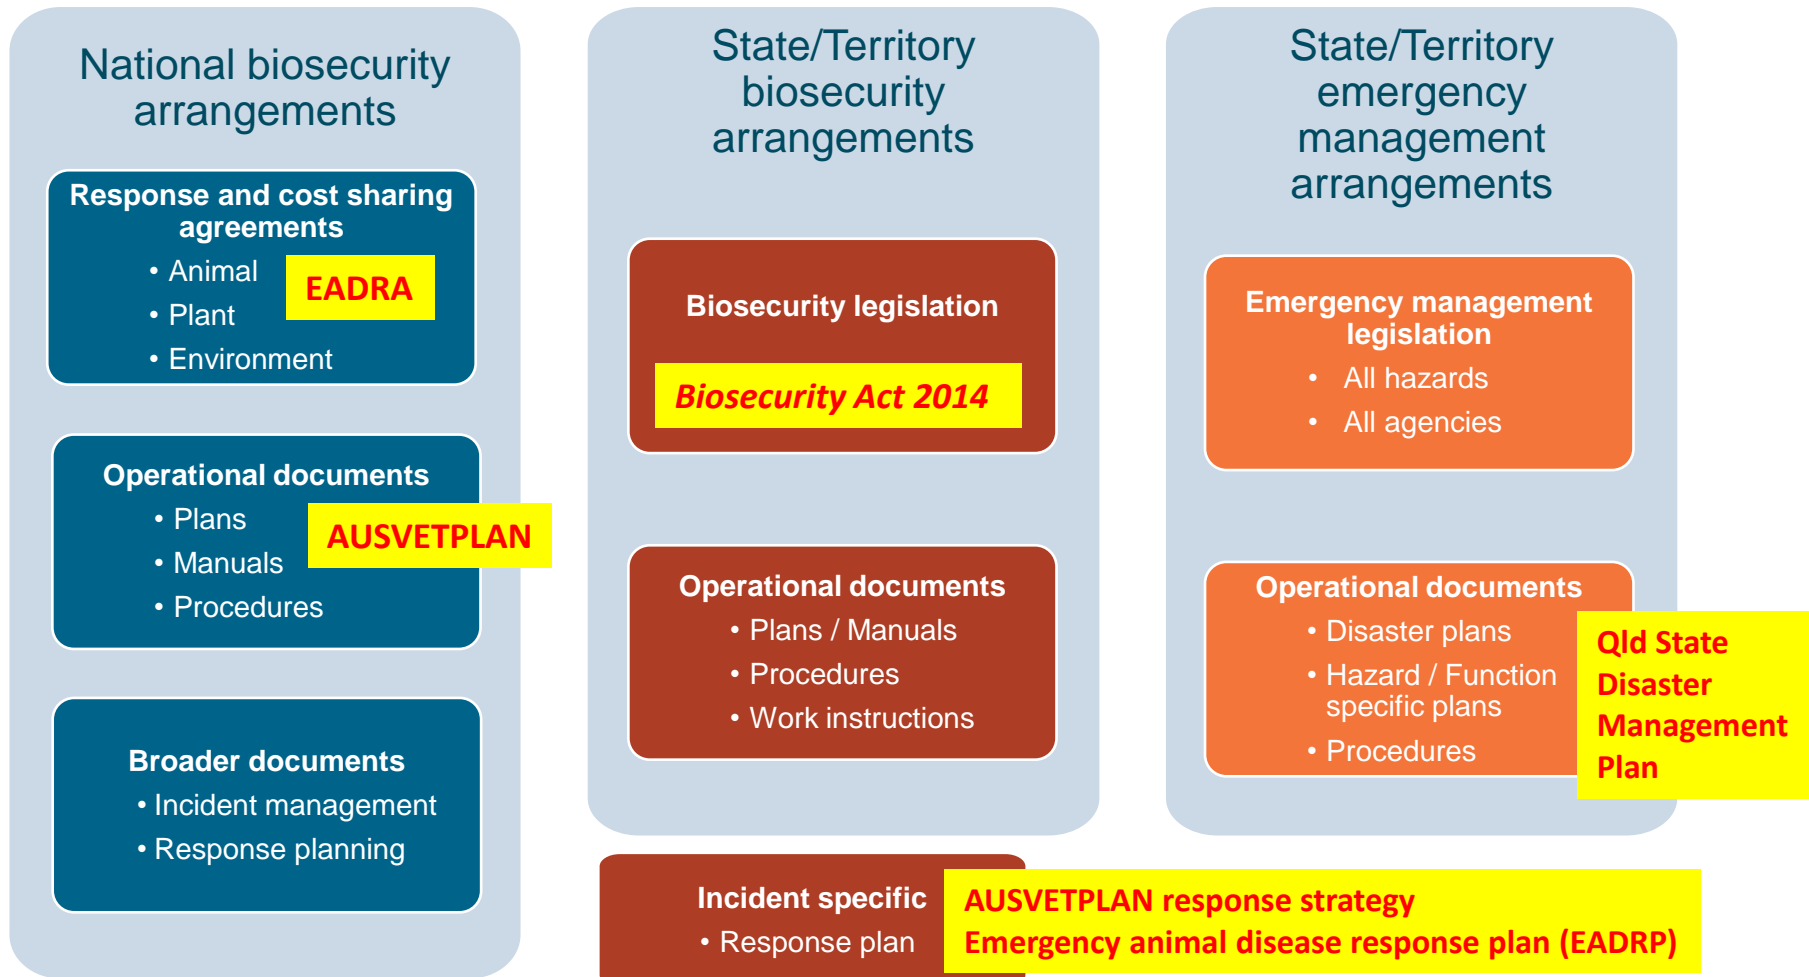 National biosecurity
arrangements
Response and cost sharing
agreements
• Animal
• Plant
• Environment
EADRA
Operational documents
• Plans
• Manuals
• Procedures
AUSVETPLAN
Broader documents
• Incident management
• Response planning
State/Territory
biosecurity
arrangements
Biosecurity legislation
Biosecurity Act 2014
Operational documents
• Plans / Manuals
• Procedures
• Work instructions
State/Territory
emergency
management
arrangements
Emergency management
legislation
• All hazards
• All agencies
Operational documents
• Disaster plans
• Hazard / Function
specific plans
• Procedures
Qld State
Disaster
Management
Plan
Incident specific
• Response plan
AUSVETPLAN response strategy
Emergency animal disease response plan (EADRP)